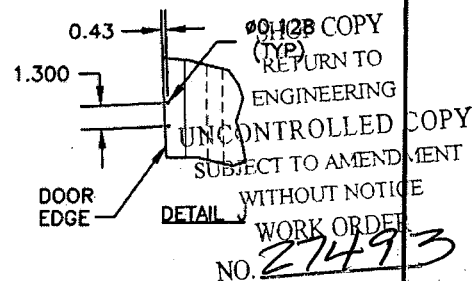 0.43
ø0.128
(TYP)
1.300
DOOR
EDGE
DETAIL J
SHOP COPY
RETURN TO
ENGINEERING
UNCONTROLLED COPY
SUBJECT TO AMENDMENT
WITHOUT NOTICE
WORK ORDER
NO. 27493